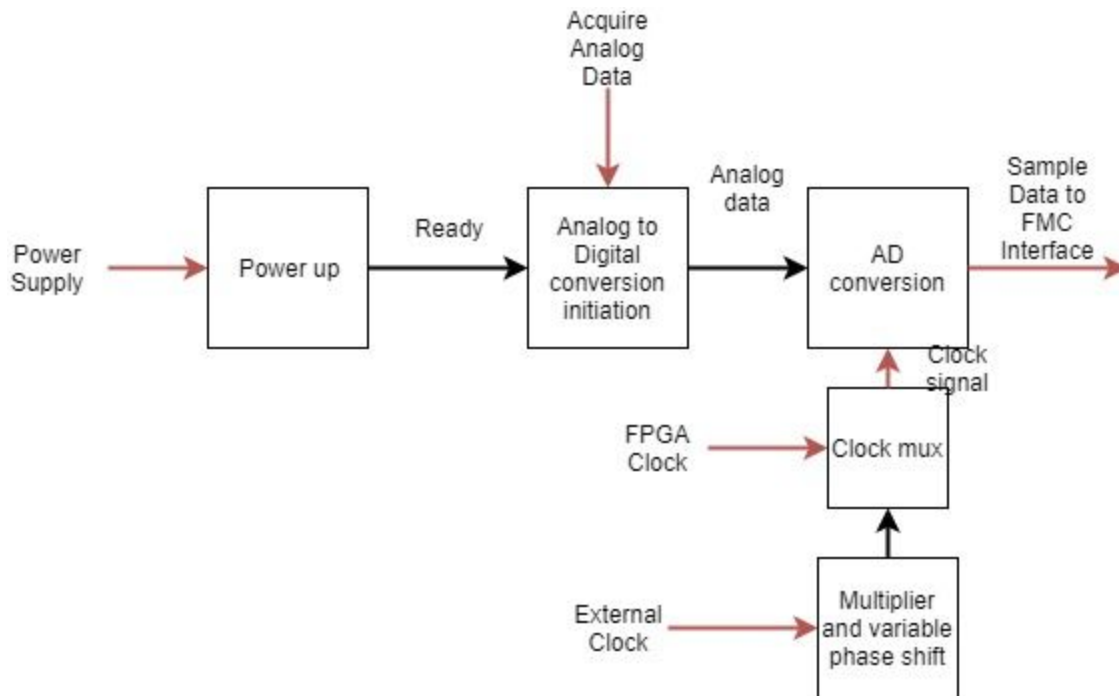 Acquire
Analog
Data
Power
Supply
Power up
Ready
Analog to
Digital
conversion
initiation
Analog
data
AD
conversion
Sample
Data to
FMC
Interface
Clock
signal
FPGA
Clock
Clock mux
External
Clock
Multiplier
and variable
phase shift